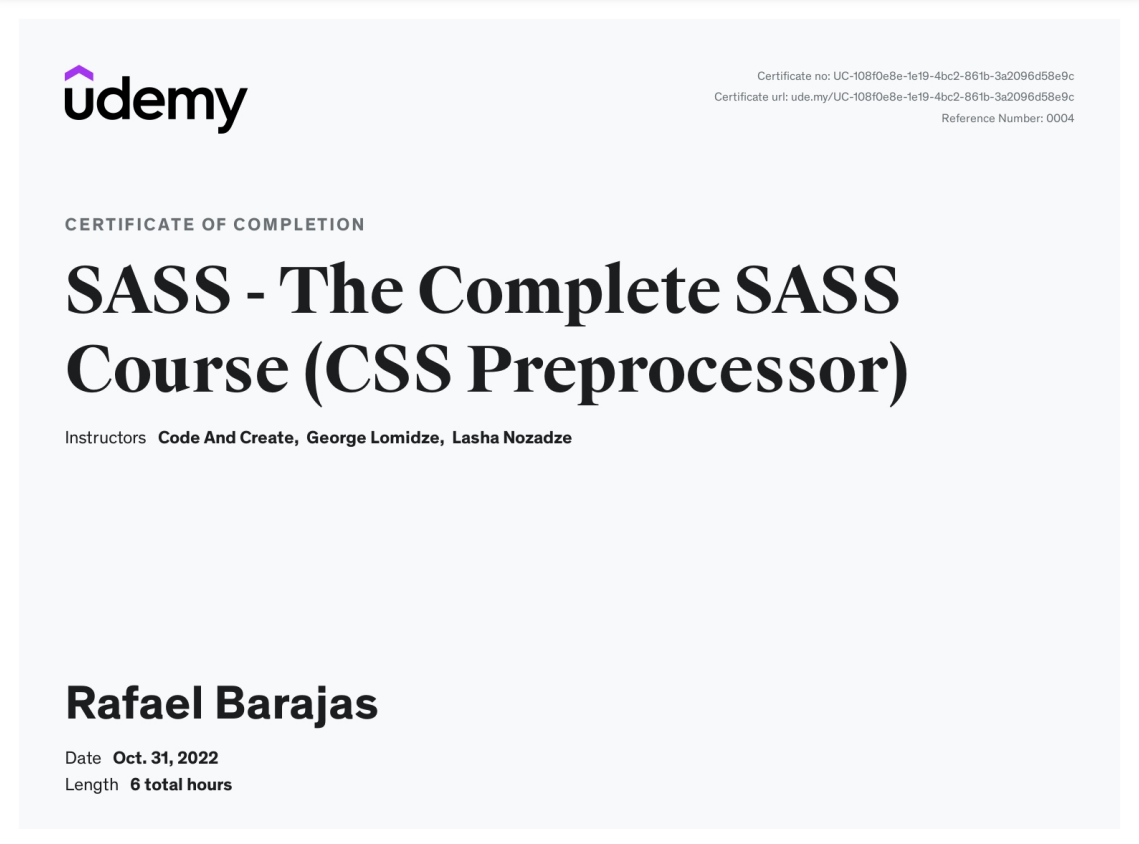 udemy
Certificate no: UC-108f0e8e-1e19-4bc2-861b-3a2096d58e9c
Certificate url: ude.my/UC-108f0e8e-1e19-4bc2-861b-3a2096d58e9c
Reference Number: 0004
CERTIFICATE OF COMPLETION
SASS - The Complete SASS
Course (CSS Preprocessor)
Instructors Code And Create, George Lomidze, Lasha Nozadze
Rafael Barajas
Date Oct. 31, 2022
Length 6 total hours